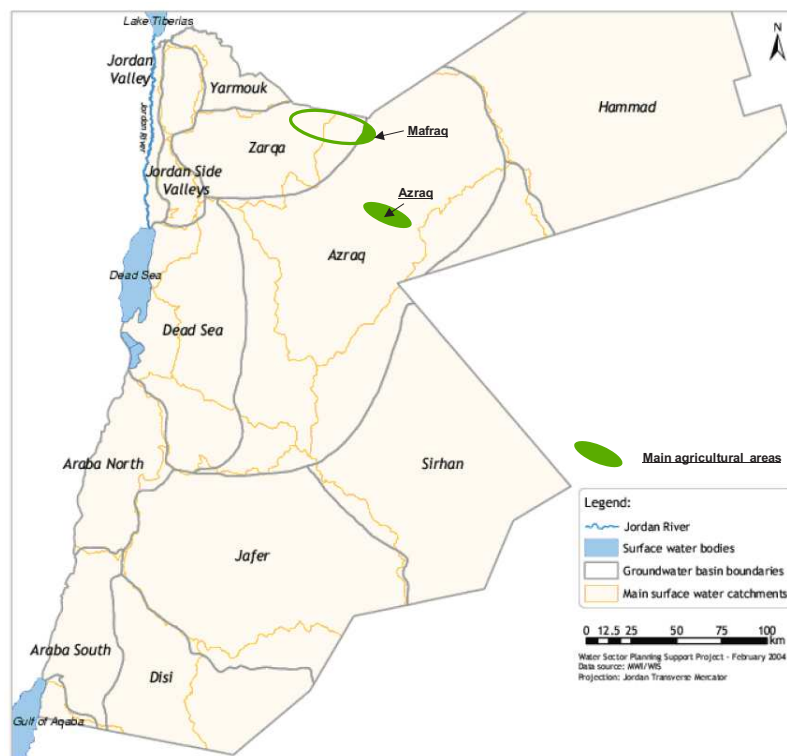 Lake Tiberias
N
Jordan
Valley
Yarmouk
Hammad
Jordan River
Mafraq
Zarqa
Jordan Side
Valleys
Azraq
Azraq
Dead Sea
Dead Sea
Araba North
Sirhan
Main agricultural areas
Legend:
Jordan River
Surface water bodies
Groundwater basin boundaries
Main surface water catchments
Jafer
0 12.5 25 50 75 100
km
Araba South
Disi
Water Sector Planning Support Project - February 2004
Data source: MWI/WIS
Projection: Jordan Transverse Mercator
Gulf of Aqaba